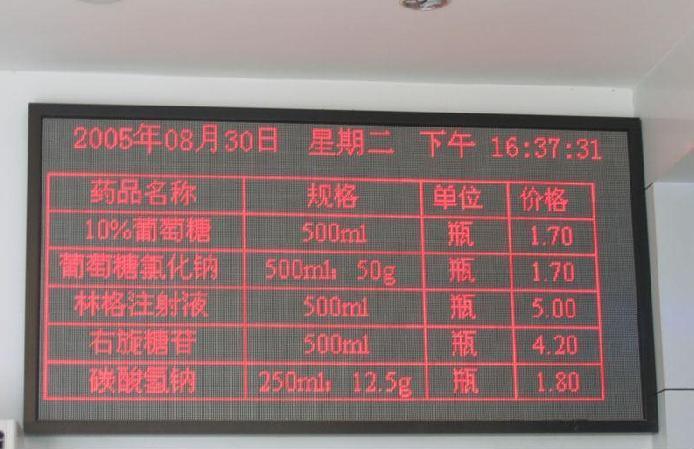 2005年08月30日 星期二 下午 16:37:31
药品名称 规格 单位 价格
10%葡萄糖 500ml 瓶 1.70
葡萄糖氯化钠 500ml：50g 瓶 1.70
林格注射液 500ml 瓶 5.00
右旋糖苷 500ml 瓶 4.20
碳酸氢钠 250ml：12.5g 瓶 1.80